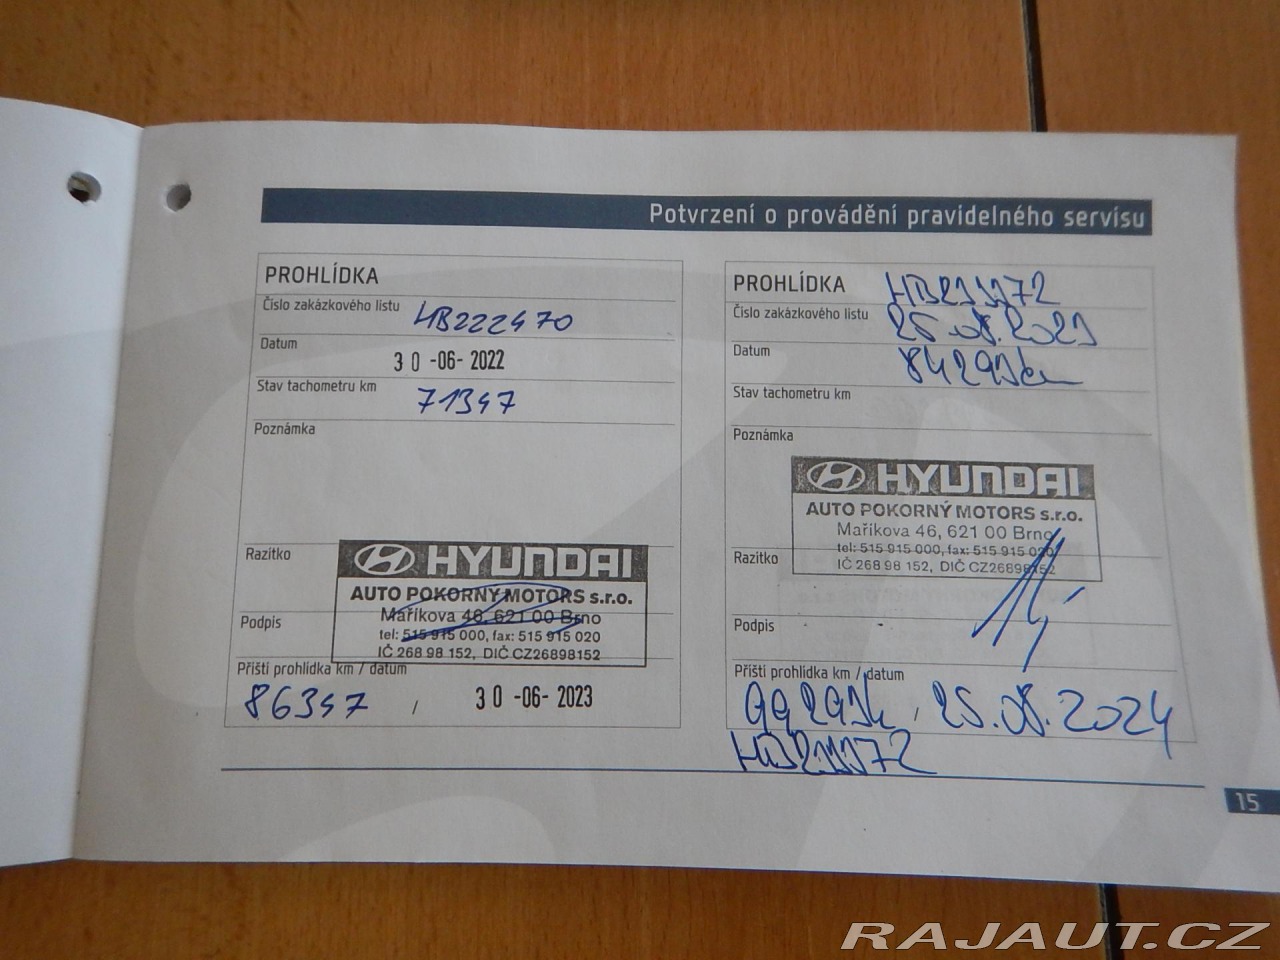 Potvrzení o provádění pravidelného servisu
PROHLÍDKA
Číslo zakázkového listu HB222470
Datum 30-06-2022
Stav tachometru km 71347
Poznámka
Razítko
HYUNDAI
AUTO POKORNÝ MOTORS s.r.o.
Maříkova 46, 621 00 Brno
tel: 515 915 000, fax: 515 915 020
IČ 268 98 152, DIČ CZ26898152
Podpis
Příští prohlídka km / datum
86347 , 30-06-2023
PROHLÍDKA
Číslo zakázkového listu
25.08.2023
Datum
Stav tachometru km
Poznámka
HYUNDAI
AUTO POKORNÝ MOTORS s.r.o.
Maříkova 46, 621 00 Brno
tel: 515 915 000, fax: 515 915 020
IČ 268 98 152, DIČ CZ26898152
Razítko
Podpis
Příští prohlídka km / datum
25.08.2024
15
RAJAUT.CZ